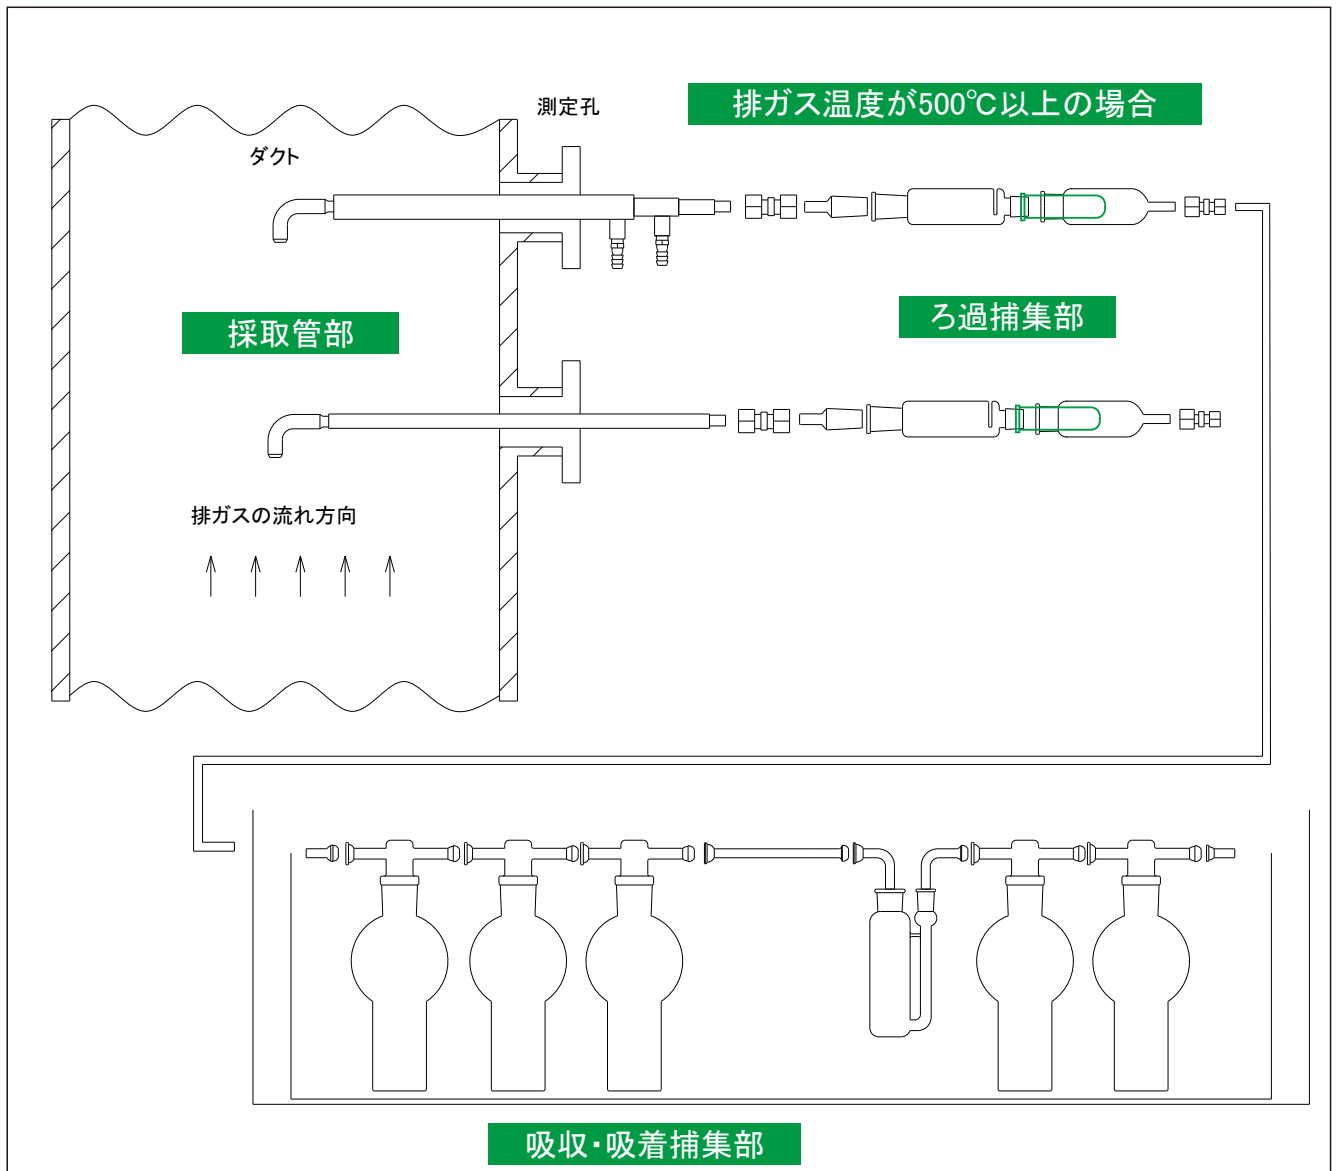 測定孔
排ガス温度が500℃以上の場合
ダクト
採取管部
ろ過捕集部
排ガスの流れ方向
吸収・吸着捕集部